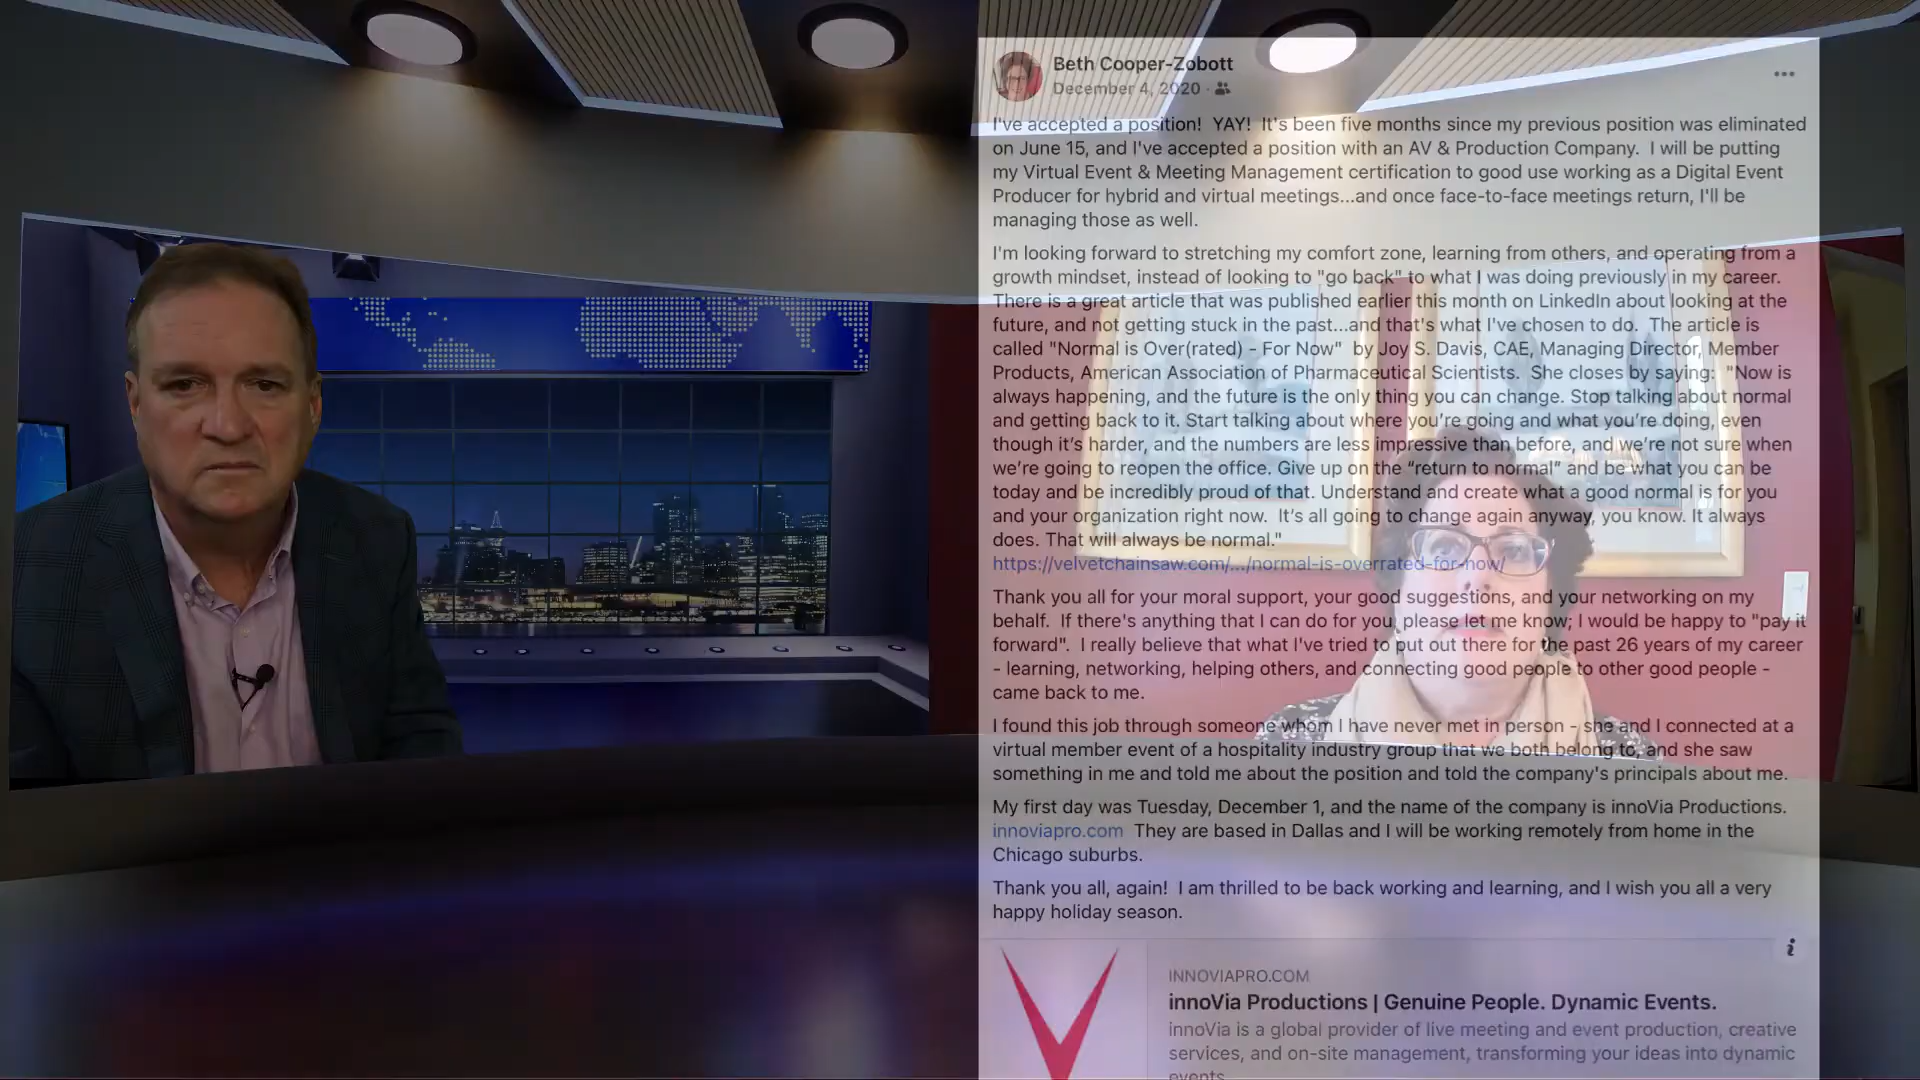 Beth Cooper-Zobott
December 4, 2020 ·
I've accepted a position!  YAY!  It's been five months since my previous position was eliminated
on June 15, and I've accepted a position with an AV & Production Company.  I will be putting
my Virtual Event & Meeting Management certification to good use working as a Digital Event
Producer for hybrid and virtual meetings...and once face-to-face meetings return, I'll be
managing those as well.
I'm looking forward to stretching my comfort zone, learning from others, and operating from a
growth mindset, instead of looking to "go back" to what I was doing previously in my career.
There is a great article that was published earlier this month on LinkedIn about looking at the
future, and not getting stuck in the past...and that's what I've chosen to do.  The article is
called "Normal is Over(rated) - For Now"  by Joy S. Davis, CAE, Managing Director, Member
Products, American Association of Pharmaceutical Scientists.  She closes by saying:  "Now is
always happening, and the future is the only thing you can change. Stop talking about normal
and getting back to it. Start talking about where you’re going and what you’re doing, even
though it’s harder, and the numbers are less impressive than before, and we’re not sure when
we’re going to reopen the office. Give up on the “return to normal” and be what you can be
today and be incredibly proud of that. Understand and create what a good normal is for you
and your organization right now.  It’s all going to change again anyway, you know. It always
does. That will always be normal."
https://velvetchainsaw.com/.../normal-is-overrated-for-now/
Thank you all for your moral support, your good suggestions, and your networking on my
behalf.  If there's anything that I can do for you, please let me know; I would be happy to "pay it
forward".  I really believe that what I've tried to put out there for the past 26 years of my career
- learning, networking, helping others, and connecting good people to other good people -
came back to me.
I found this job through someone whom I have never met in person - she and I connected at a
virtual member event of a hospitality industry group that we both belong to, and she saw
something in me and told me about the position and told the company's principals about me.
My first day was Tuesday, December 1, and the name of the company is innoVia Productions.
innoviapro.com  They are based in Dallas and I will be working remotely from home in the
Chicago suburbs.
Thank you all, again!  I am thrilled to be back working and learning, and I wish you all a very
happy holiday season.
INNOVIAPRO.COM
innoVia Productions | Genuine People. Dynamic Events.
innoVia is a global provider of live meeting and event production, creative
services, and on-site management, transforming your ideas into dynamic
events